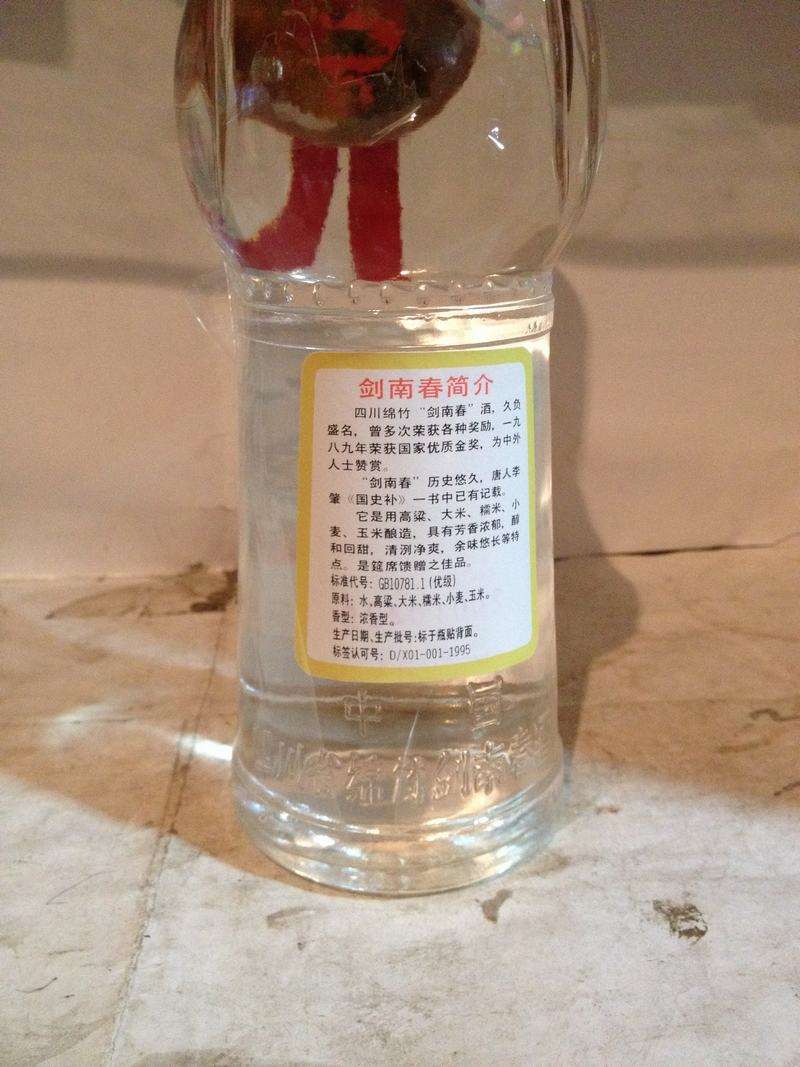 剑南春简介
四川绵竹“剑南春”酒，久负
盛名，曾多次荣获各种奖励，一九
八九年荣获国家优质金奖，为中外
人士赞赏。
“剑南春”历史悠久，唐人李
肇《国史补》一书中已有记载。
它是用高粱、大米、糯米、小
麦、玉米酿造，具有芳香浓郁，醇
和回甜，清洌净爽，余味悠长等特
点。是筵席馈赠之佳品。
标准代号：GB10781.1(优级)
原料：水、高粱、大米、糯米、小麦、玉米。
香型：浓香型。
生产日期、生产批号：标于瓶贴背面。
标签认可号：D/X01-001-1995
中国
川省绵竹剑南春